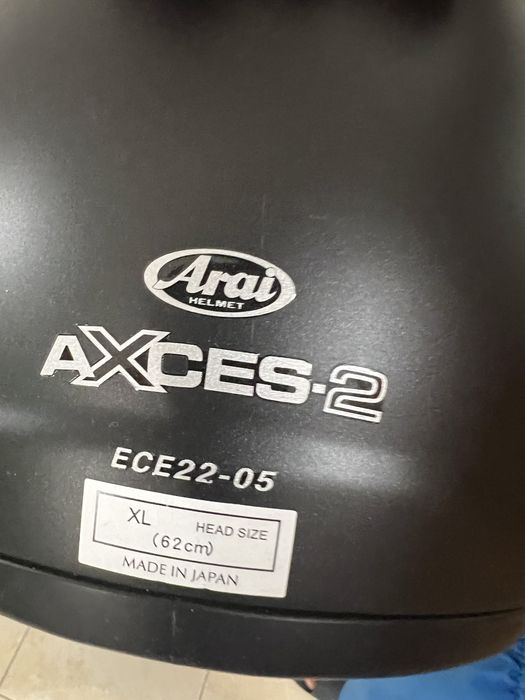 Arai
HELMET
AXCES-2
ECE22-05
XL HEAD SIZE
(62cm)
MADE IN JAPAN